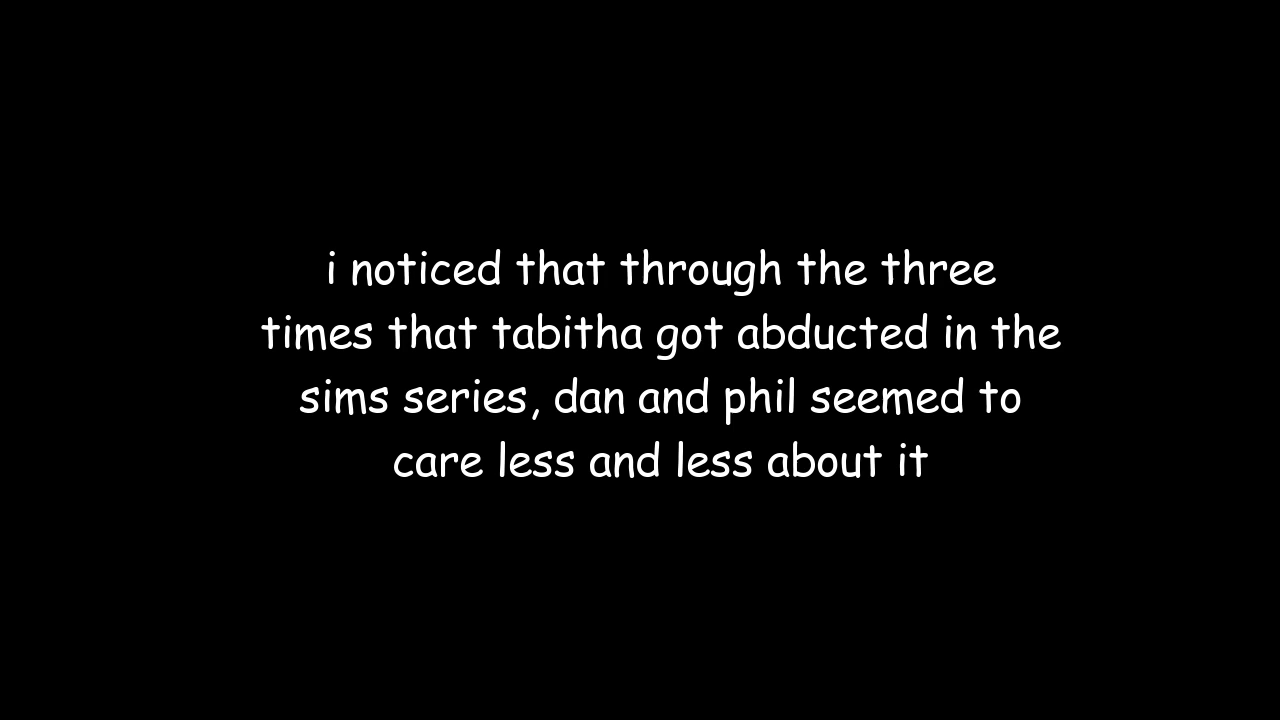 i noticed that through the three
times that tabitha got abducted in the
sims series, dan and phil seemed to
care less and less about it